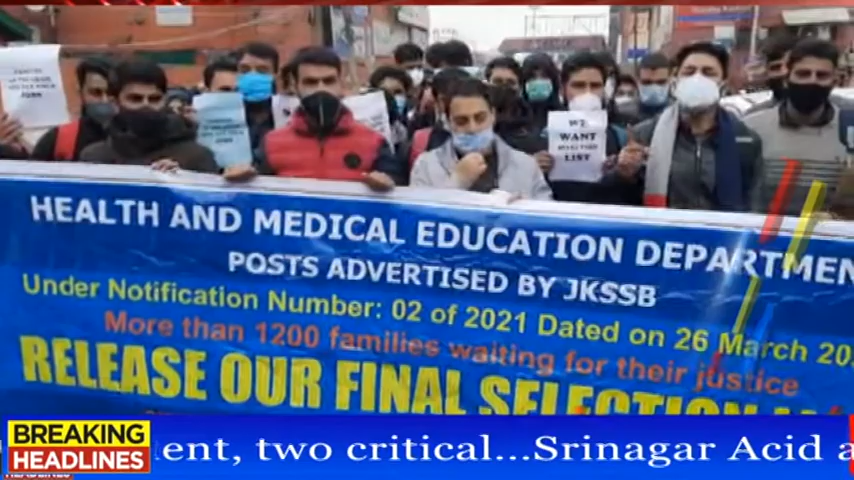 WE
WANT
LIST
HEALTH AND MEDICAL EDUCATION DEPARTMEN
POSTS ADVERTISED BY JKSSB
Under Notification Number: 02 of 2021 Dated on 26 March 20
More than 1200 families waiting for their justice
RELEASE OUR FINAL SELECTION
BREAKING
HEADLINES
ent, two critical...Srinagar Acid a